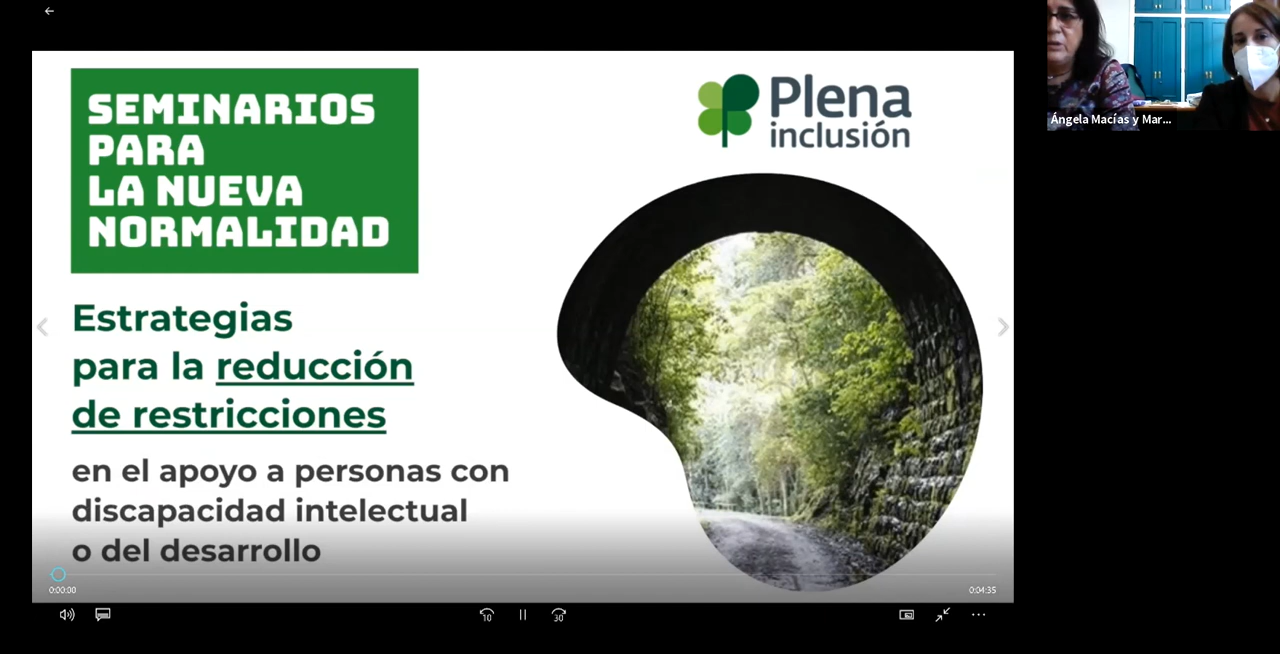 SEMINARIOS
PARA
LA NUEVA
NORMALIDAD
Plena
inclusión
Estrategias
para la reducción
de restricciones
en el apoyo a personas con
discapacidad intelectual
o del desarrollo
0:00:00
0:04:35
10
30
Ángela Macías y Mar...